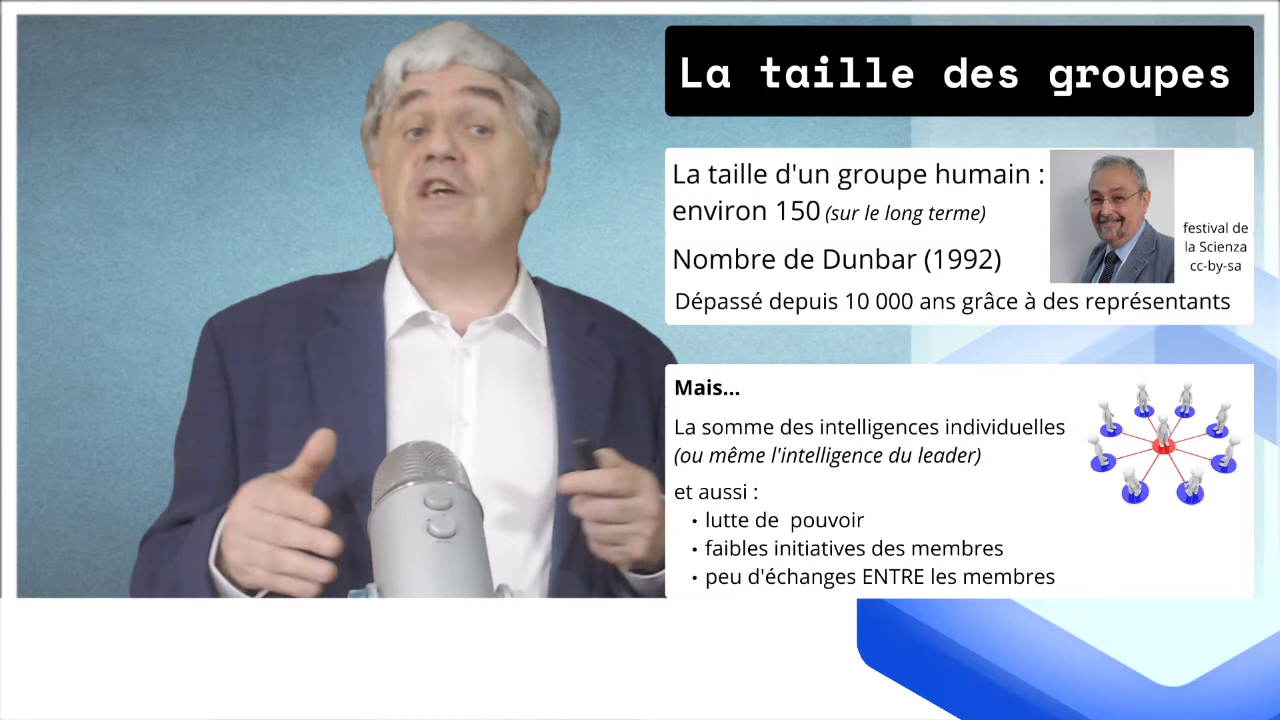 La taille des groupes
La taille d'un groupe humain :
environ 150 (sur le long terme)
Nombre de Dunbar (1992)
festival de
la Scienza
cc-by-sa
Dépassé depuis 10 000 ans grâce à des représentants
Mais...
La somme des intelligences individuelles
(ou même l'intelligence du leader)
et aussi :
• lutte de pouvoir
• faibles initiatives des membres
• peu d'échanges ENTRE les membres